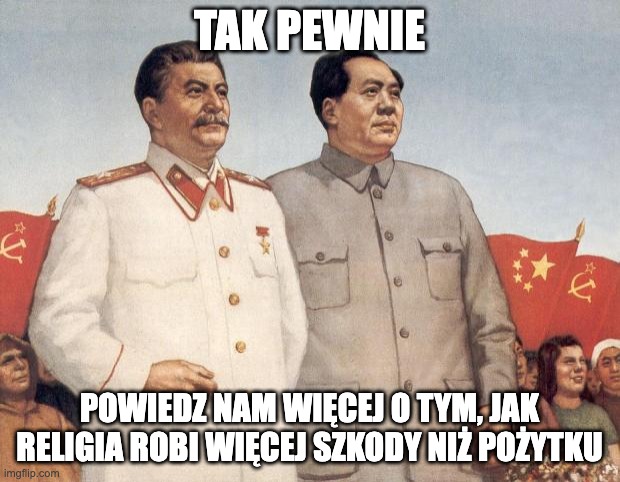 TAK PEWNIE
POWIEDZ NAM WIĘCEJ O TYM, JAK
RELIGIA ROBI WIĘCEJ SZKODY NIŻ POŻYTKU
imgflip.com